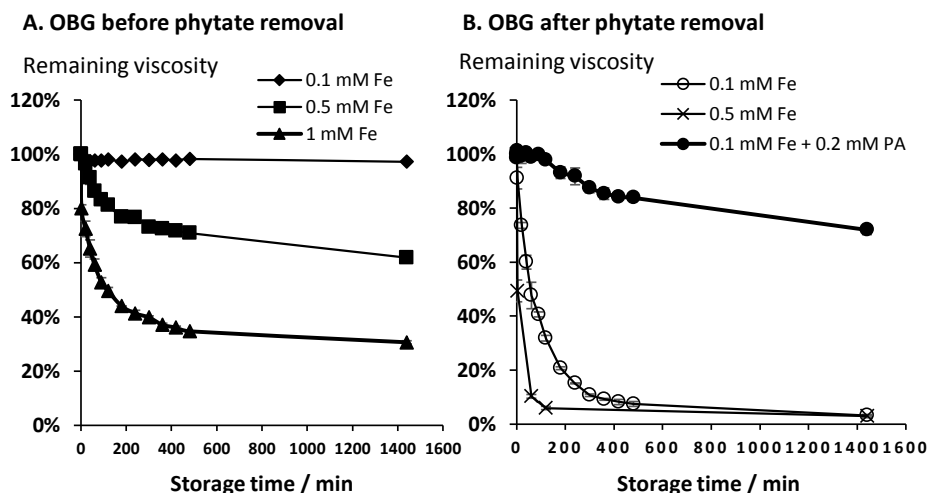 A. OBG before phytate removal
Remaining viscosity
0.1 mM Fe
0.5 mM Fe
1 mM Fe
120%
100%
80%
60%
40%
20%
0%
0 200 400 600 800 1000 1200 1400
Storage time / min
B. OBG after phytate removal
Remaining viscosity
0.1 mM Fe
0.5 mM Fe
0.1 mM Fe + 0.2 mM PA
120%
100%
80%
60%
40%
20%
0%
0 200 400 600 800 1000 1200 1400 1600
Storage time / min